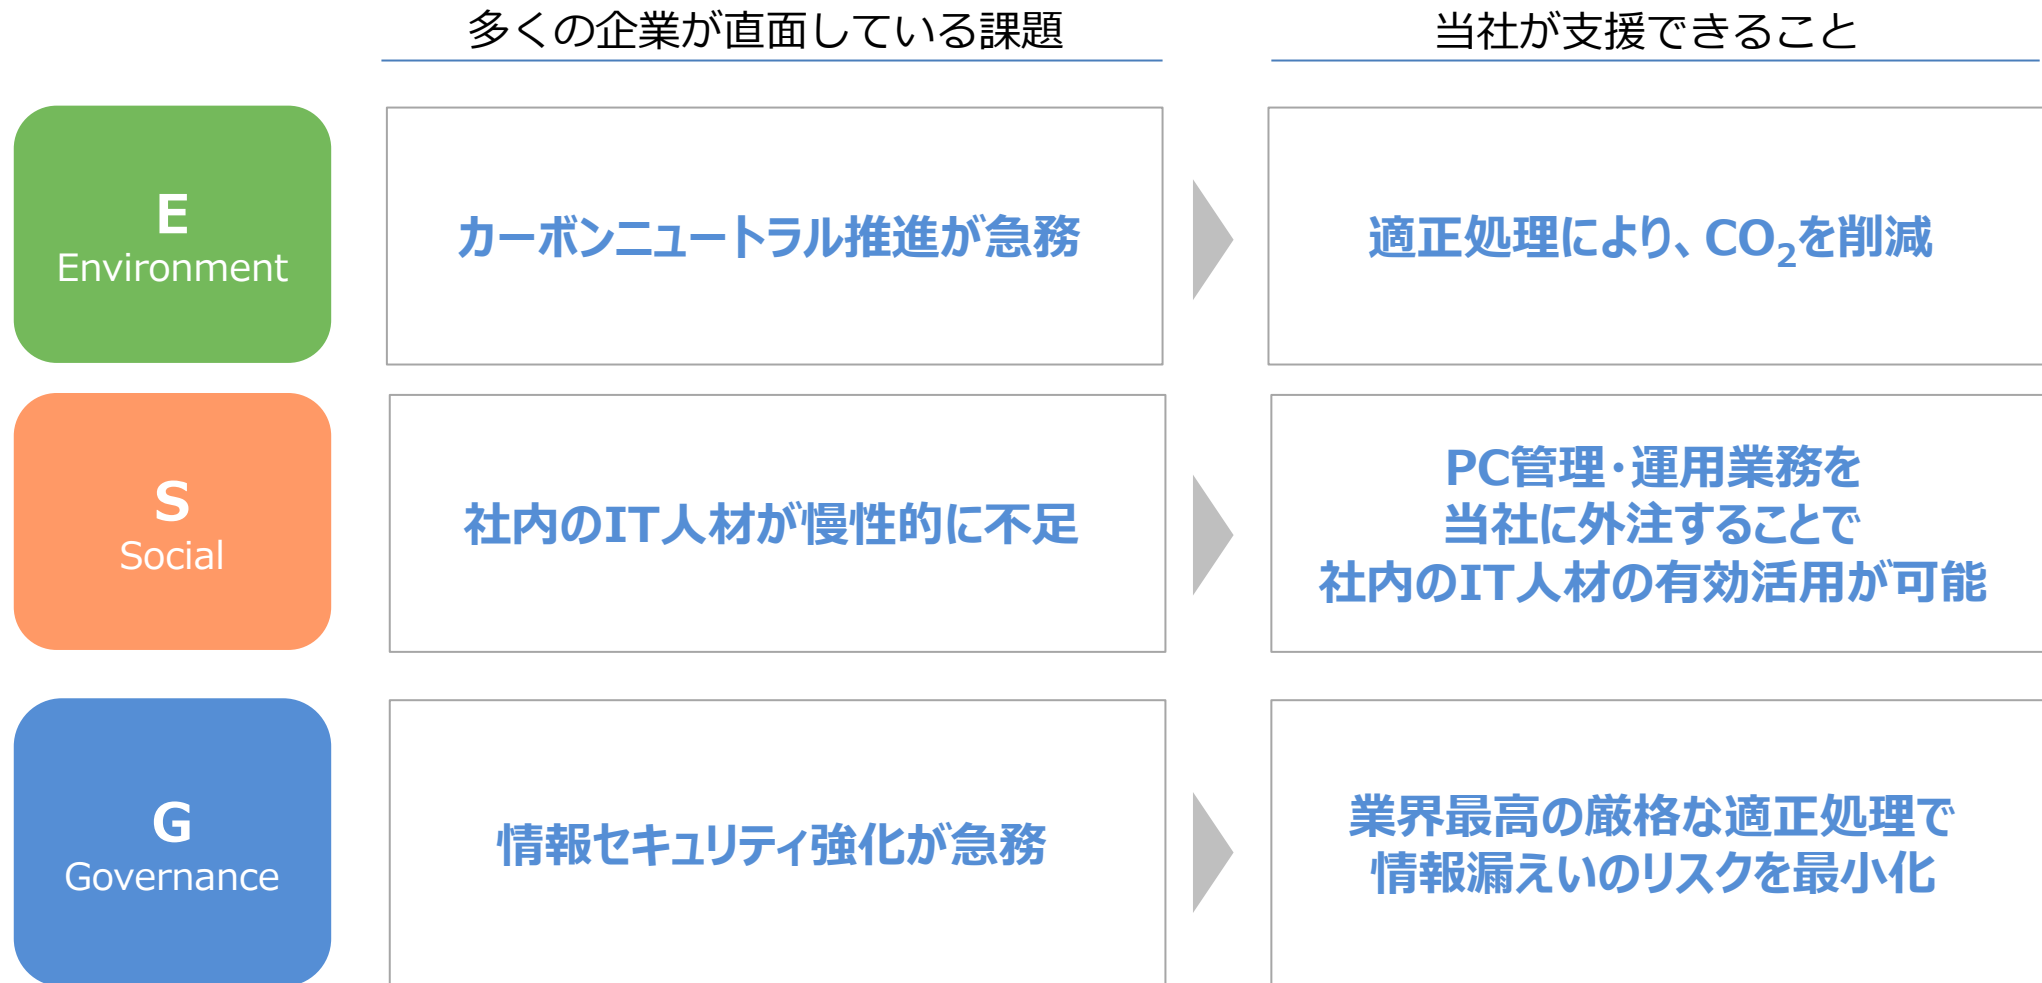 多くの企業が直面している課題
当社が支援できること
E
Environment
カーボンニュートラル推進が急務
適正処理により、CO₂を削減
S
Social
社内のIT人材が慢性的に不足
PC管理・運用業務を
当社に外注することで
社内のIT人材の有効活用が可能
G
Governance
情報セキュリティ強化が急務
業界最高の厳格な適正処理で
情報漏えいのリスクを最小化